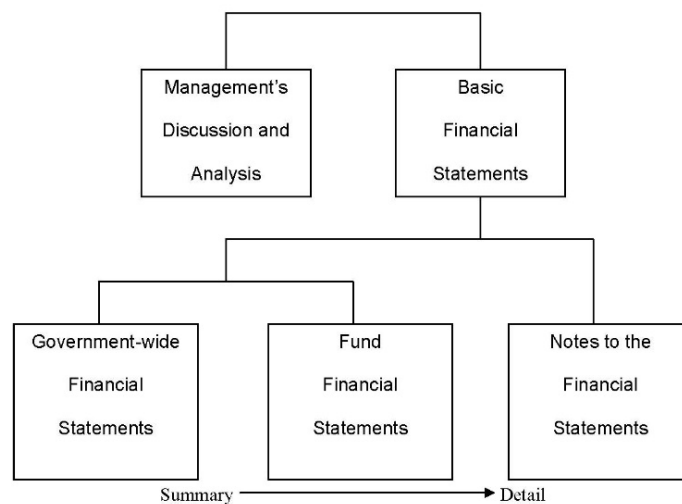 Management's
Discussion and
Analysis
Basic
Financial
Statements
Government-wide
Financial
Statements
Fund
Financial
Statements
Notes to the
Financial
Statements
Summary
Detail